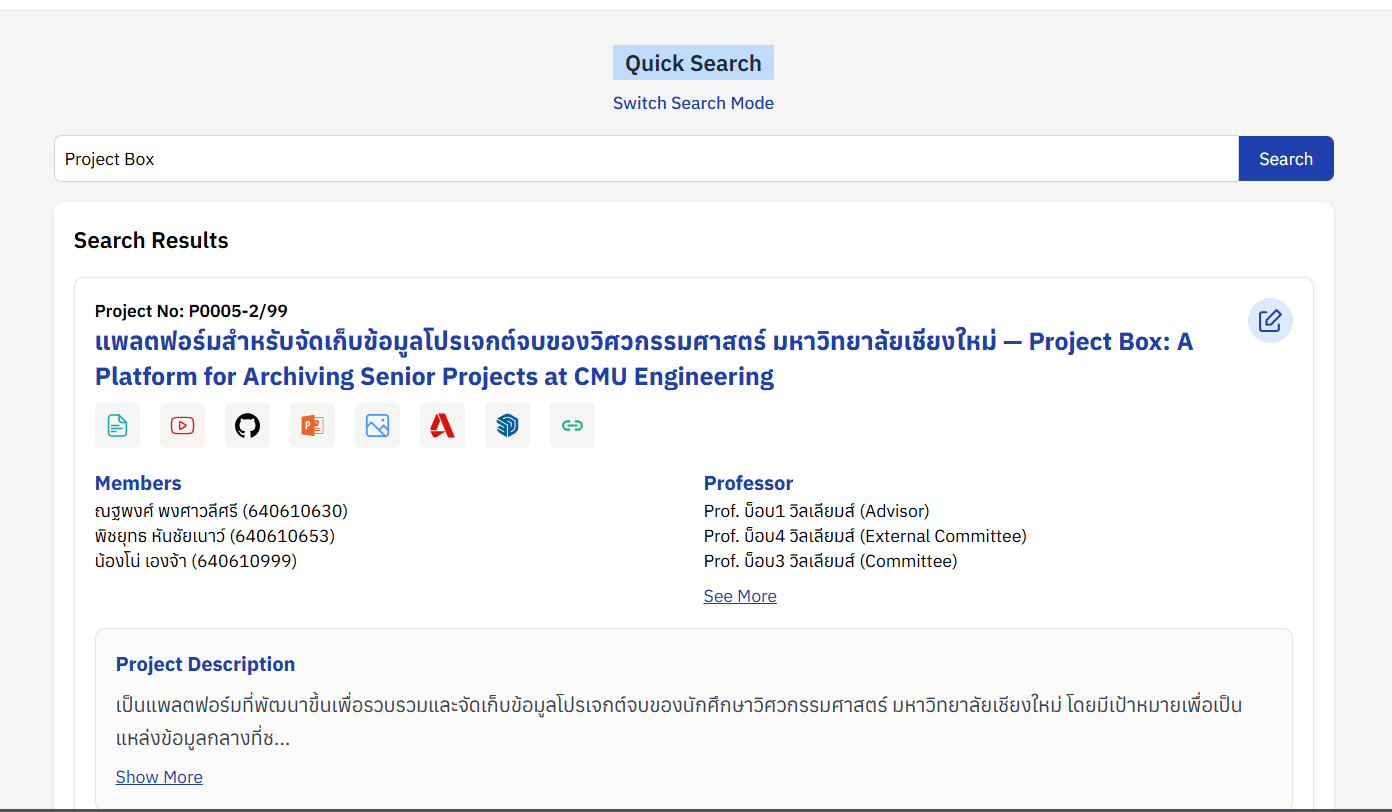 Quick Search
Switch Search Mode
Project Box
Search
Search Results
Project No: P0005-2/99
แพลตฟอร์มสำหรับจัดเก็บข้อมูลโปรเจกต์จบของวิศวกรรมศาสตร์ มหาวิทยาลัยเชียงใหม่ — Project Box: A
Platform for Archiving Senior Projects at CMU Engineering
Members
ณฐพงศ์ พงศาวลีศรี (640610630)
พิชยุทธ หันชัยเนาว์ (640610653)
น้องโน่ เองจ้า (640610999)
Professor
Prof. บ็อบ1 วิลเลียมส์ (Advisor)
Prof. บ็อบ4 วิลเลียมส์ (External Committee)
Prof. บ็อบ3 วิลเลียมส์ (Committee)
See More
Project Description
เป็นแพลตฟอร์มที่พัฒนาขึ้นเพื่อรวบรวมและจัดเก็บข้อมูลโปรเจกต์จบของนักศึกษาวิศวกรรมศาสตร์ มหาวิทยาลัยเชียงใหม่ โดยมีเป้าหมายเพื่อเป็น
แหล่งข้อมูลกลางที่ช...
Show More